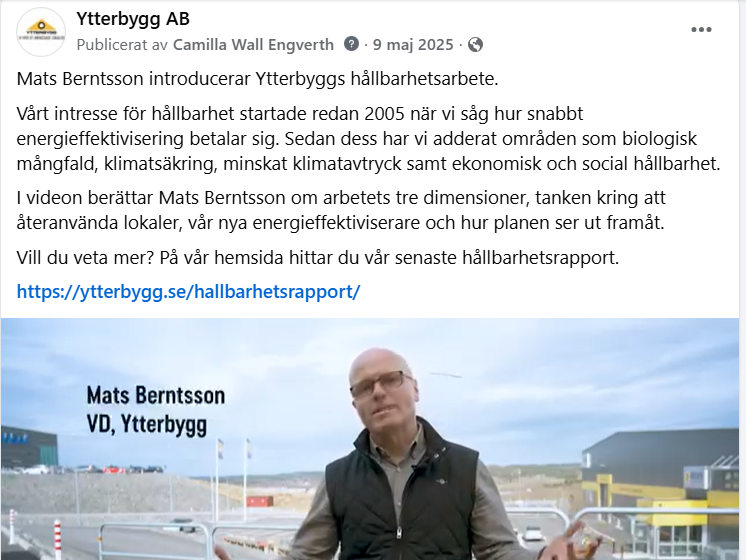 Ytterbygg AB
Publicerat av Camilla Wall Engverth · 9 maj 2025 ·
Mats Berntsson introducerar Ytterbyggs hållbarhetsarbete.
Vårt intresse för hållbarhet startade redan 2005 när vi såg hur snabbt
energieffektivisering betalar sig. Sedan dess har vi adderat områden som biologisk
mångfald, klimatsäkring, minskat klimatavtryck samt ekonomisk och social hållbarhet.
I videon berättar Mats Berntsson om arbetets tre dimensioner, tanken kring att
återanvända lokaler, vår nya energieffektiviserare och hur planen ser ut framåt.
Vill du veta mer? På vår hemsida hittar du vår senaste hållbarhetsrapport.
https://ytterbygg.se/hallbarhetsrapport/
Mats Berntsson
VD, Ytterbygg